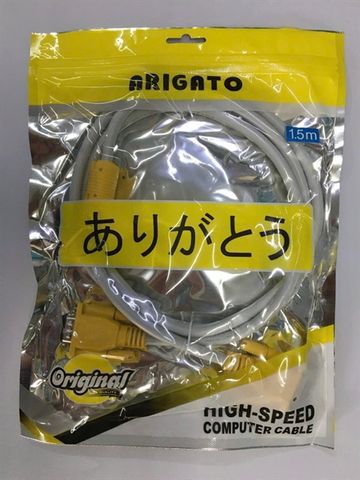 ARIGATO
1.5m
ありがとう
Original
HIGH-SPEED
COMPUTER CABLE